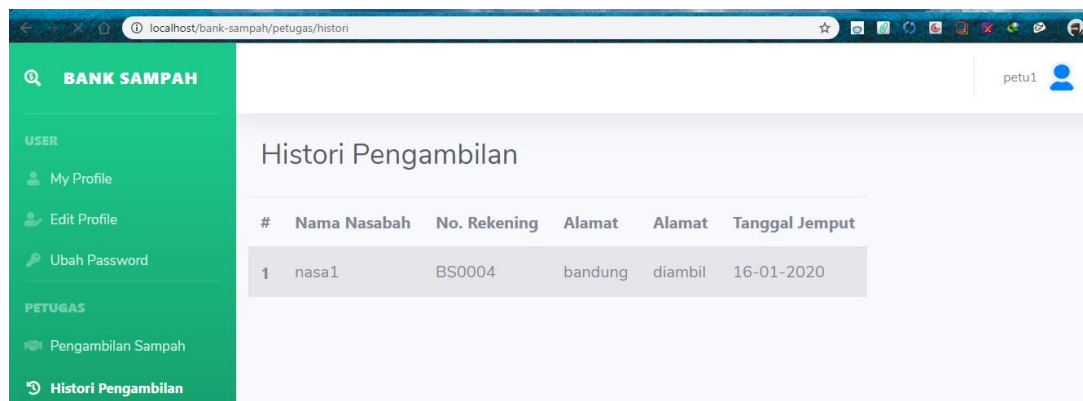 localhost/bank-sampah/petugas/histori
BANK SAMPAH
petu1
USER
My Profile
Edit Profile
Ubah Password
PETUGAS
Pengambilan Sampah
Histori Pengambilan
Histori Pengambilan
# Nama Nasabah No. Rekening Alamat Alamat Tanggal Jemput
1 nasa1 BS0004 bandung diambil 16-01-2020